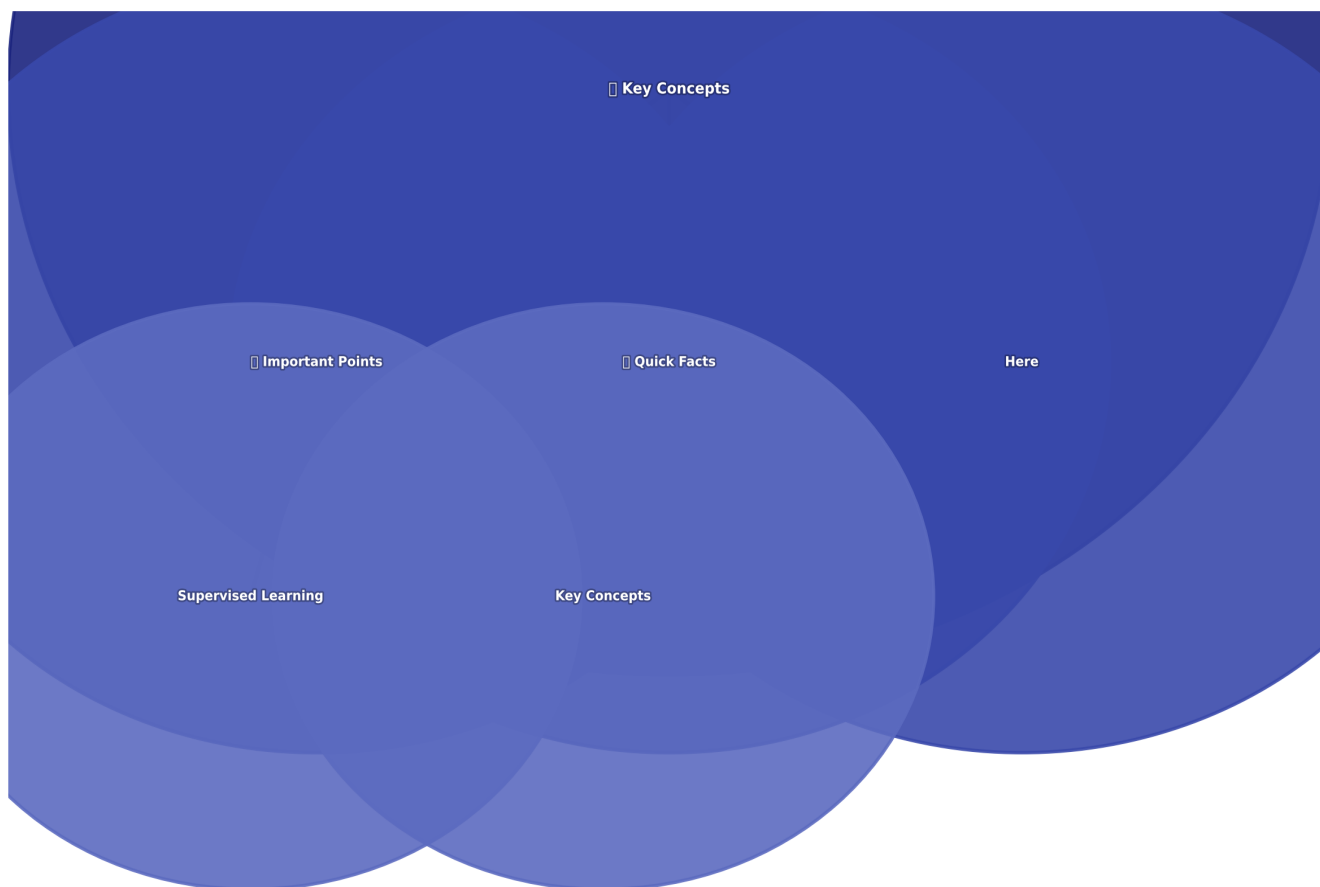 ▯ Key Concepts
▯ Important Points
▯ Quick Facts
Here
Supervised Learning
Key Concepts